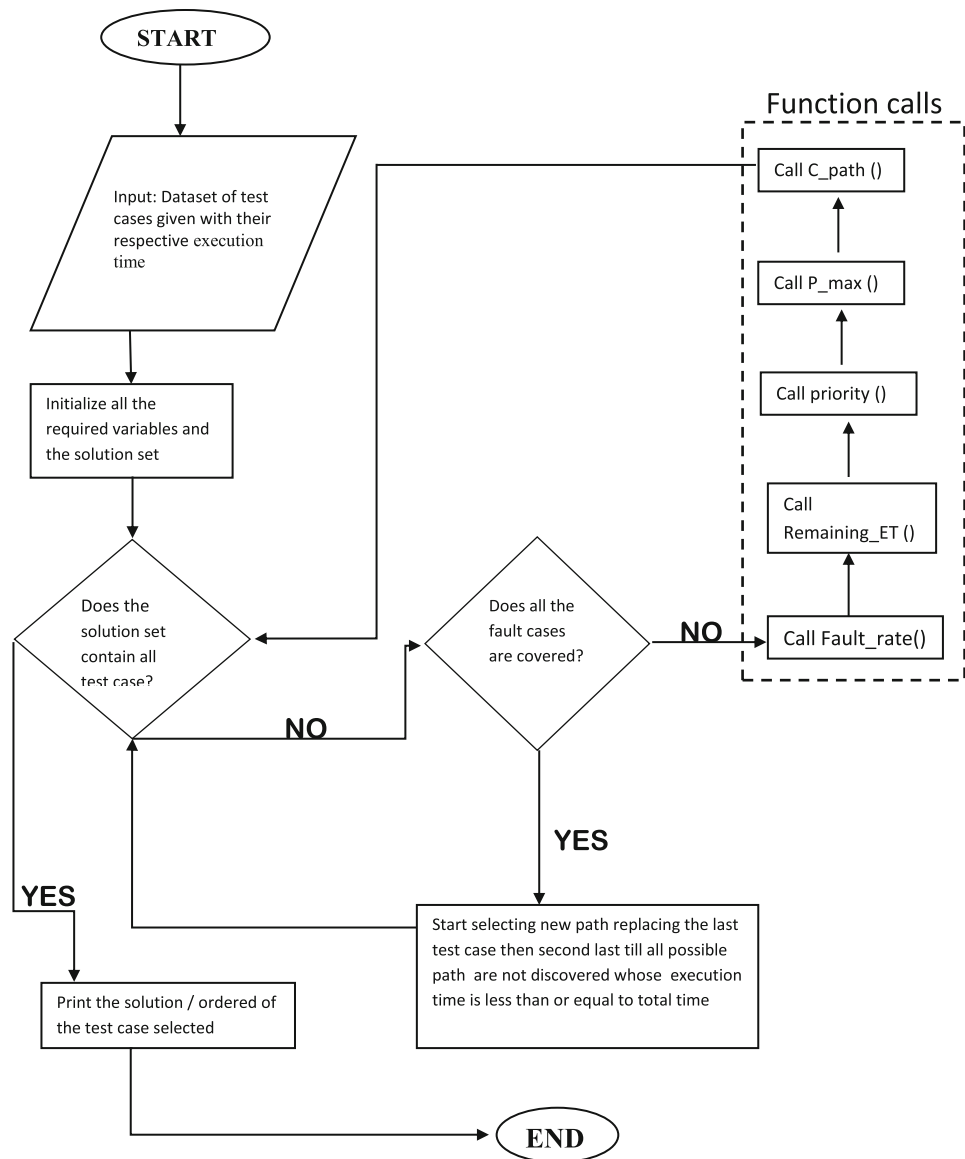 START
Function calls
Call C_path ()
Input: Dataset of test
cases given with their
respective execution
time
Call P_max ()
Call priority ()
Initialize all the
required variables and
the solution set
Call
Remaining_ET ()
Does the
solution set
contain all
test case?
Does all the
fault cases
are covered?
NO
Call Fault_rate()
NO
YES
YES
Start selecting new path replacing the last
test case then second last till all possible
path are not discovered whose execution
time is less than or equal to total time
Print the solution / ordered of
the test case selected
END